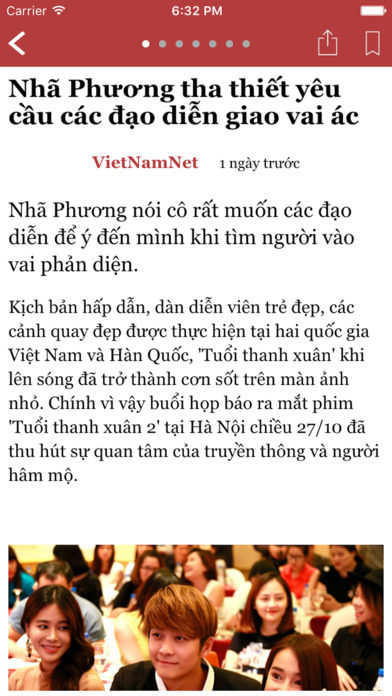 Carrier 6:32 PM
Nhã Phương tha thiết yêu
cầu các đạo diễn giao vai ác
VietNamNet 1 ngày trước
Nhã Phương nói cô rất muốn các đạo
diễn để ý đến mình khi tìm người vào
vai phản diện.
Kịch bản hấp dẫn, dàn diễn viên trẻ đẹp, các
cảnh quay đẹp được thực hiện tại hai quốc gia
Việt Nam và Hàn Quốc, 'Tuổi thanh xuân' khi
lên sóng đã trở thành cơn sốt trên màn ảnh
nhỏ. Chính vì vậy buổi họp báo ra mắt phim
'Tuổi thanh xuân 2' tại Hà Nội chiều 27/10 đã
thu hút sự quan tâm của truyền thông và người
hâm mộ.